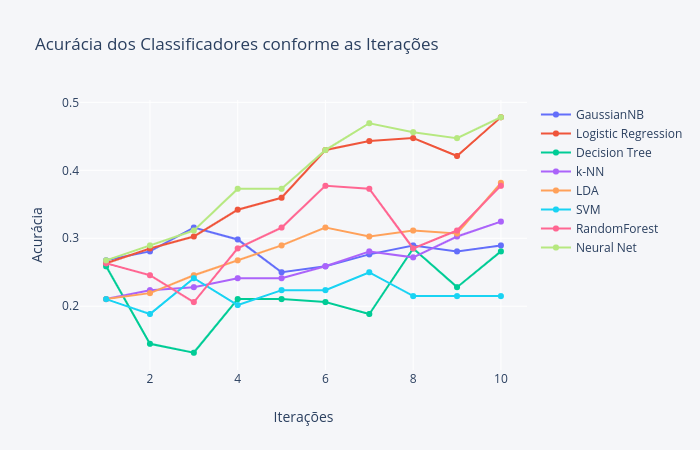 Acurácia dos Classificadores conforme as Iterações
0.5
0.4
0.3
0.2
Acurácia
2 4 6 8 10
Iterações
GaussianNB
Logistic Regression
Decision Tree
k-NN
LDA
SVM
RandomForest
Neural Net